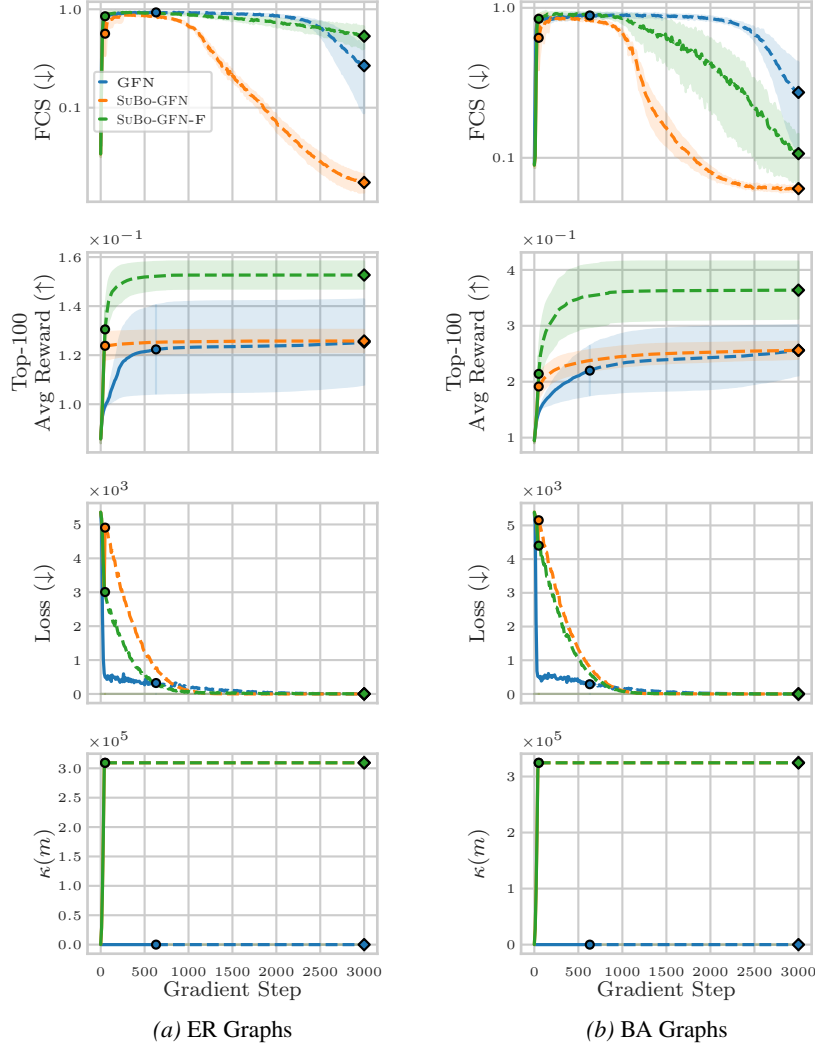 1.0
0.1
FCS (↓)
GFN
SuBo-GFN
SuBo-GFN-F
1.0
0.1
FCS (↓)
×10⁻¹
1.6
1.4
1.2
1.0
Top-100
Avg Reward (↑)
×10⁻¹
4
3
2
1
Top-100
Avg Reward (↑)
×10³
5
4
3
2
1
0
Loss (↓)
×10³
5
4
3
2
1
0
Loss (↓)
×10⁵
3.0
2.5
2.0
1.5
1.0
0.5
0.0
κ(m)
0 500 1000 1500 2000 2500 3000
Gradient Step
(a) ER Graphs
×10⁵
3
2
1
0
κ(m)
0 500 1000 1500 2000 2500 3000
Gradient Step
(b) BA Graphs